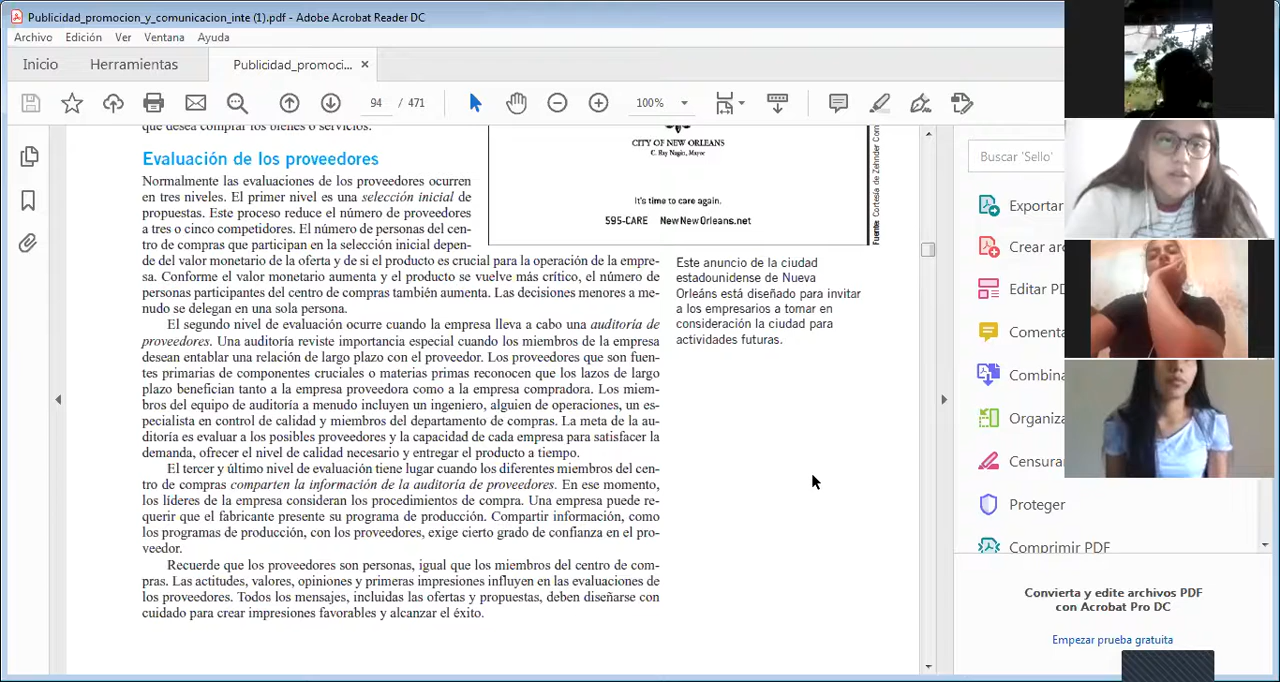 Publicidad_promocion_y_comunicacion_inte (1).pdf - Adobe Acrobat Reader DC
Archivo Edición Ver Ventana Ayuda
Inicio Herramientas Publicidad_promoci... ×
94 / 471 100%
que desea comprar los bienes o servicios.
Evaluación de los proveedores
Normalmente las evaluaciones de los proveedores ocurren
en tres niveles. El primer nivel es una selección inicial de
propuestas. Este proceso reduce el número de proveedores
a tres o cinco competidores. El número de personas del cen-
tro de compras que participan en la selección inicial depen-
de del valor monetario de la oferta y de si el producto es crucial para la operación de la empre-
sa. Conforme el valor monetario aumenta y el producto se vuelve más crítico, el número de
personas participantes del centro de compras también aumenta. Las decisiones menores a me-
nudo se delegan en una sola persona.
El segundo nivel de evaluación ocurre cuando la empresa lleva a cabo una auditoría de
proveedores. Una auditoría reviste importancia especial cuando los miembros de la empresa
desean entablar una relación de largo plazo con el proveedor. Los proveedores que son fuen-
tes primarias de componentes cruciales o materias primas reconocen que los lazos de largo
plazo benefician tanto a la empresa proveedora como a la empresa compradora. Los miem-
bros del equipo de auditoría a menudo incluyen un ingeniero, alguien de operaciones, un es-
pecialista en control de calidad y miembros del departamento de compras. La meta de la au-
ditoría es evaluar a los posibles proveedores y la capacidad de cada empresa para satisfacer la
demanda, ofrecer el nivel de calidad necesario y entregar el producto a tiempo.
El tercer y último nivel de evaluación tiene lugar cuando los diferentes miembros del cen-
tro de compras comparten la información de la auditoría de proveedores. En ese momento,
los líderes de la empresa consideran los procedimientos de compra. Una empresa puede re-
querir que el fabricante presente su programa de producción. Compartir información, como
los programas de producción, con los proveedores, exige cierto grado de confianza en el pro-
veedor.
Recuerde que los proveedores son personas, igual que los miembros del centro de com-
pras. Las actitudes, valores, opiniones y primeras impresiones influyen en las evaluaciones de
los proveedores. Todos los mensajes, incluidas las ofertas y propuestas, deben diseñarse con
cuidado para crear impresiones favorables y alcanzar el éxito.
CITY OF NEW ORLEANS
C. Ray Nagin, Mayor
It's time to care again.
595-CARE NewNewOrleans.net
Fuente: Cortesía de Zehnder Com
Este anuncio de la ciudad
estadounidense de Nueva
Orleáns está diseñado para invitar
a los empresarios a tomar en
consideración la ciudad para
actividades futuras.
Buscar 'Sello'
Exportar
Crear ar
Editar PD
Comenta
Combina
Organiza
Censura
Proteger
Comprimir PDF
Convierta y edite archivos PDF
con Acrobat Pro DC
Empezar prueba gratuita